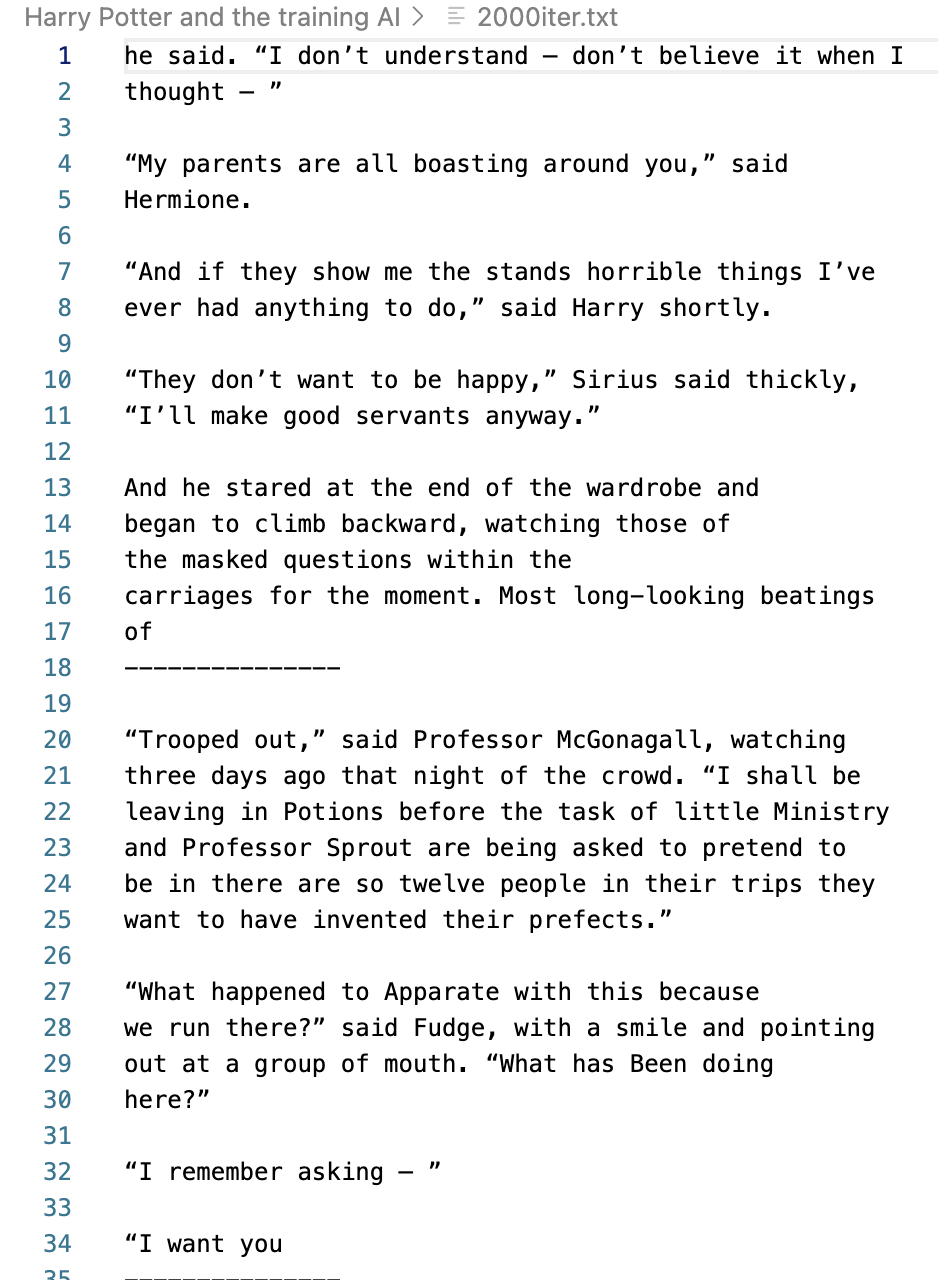 Harry Potter and the training AI > 2000iter.txt
1 he said. “I don’t understand – don’t believe it when I
2 thought – ”
3
4 “My parents are all boasting around you,” said
5 Hermione.
6
7 “And if they show me the stands horrible things I’ve
8 ever had anything to do,” said Harry shortly.
9
10 “They don’t want to be happy,” Sirius said thickly,
11 “I’ll make good servants anyway.”
12
13 And he stared at the end of the wardrobe and
14 began to climb backward, watching those of
15 the masked questions within the
16 carriages for the moment. Most long-looking beatings
17 of
18 ---------------
19
20 “Trooped out,” said Professor McGonagall, watching
21 three days ago that night of the crowd. “I shall be
22 leaving in Potions before the task of little Ministry
23 and Professor Sprout are being asked to pretend to
24 be in there are so twelve people in their trips they
25 want to have invented their prefects.”
26
27 “What happened to Apparate with this because
28 we run there?” said Fudge, with a smile and pointing
29 out at a group of mouth. “What has Been doing
30 here?”
31
32 “I remember asking – ”
33
34 “I want you
35 ---------------